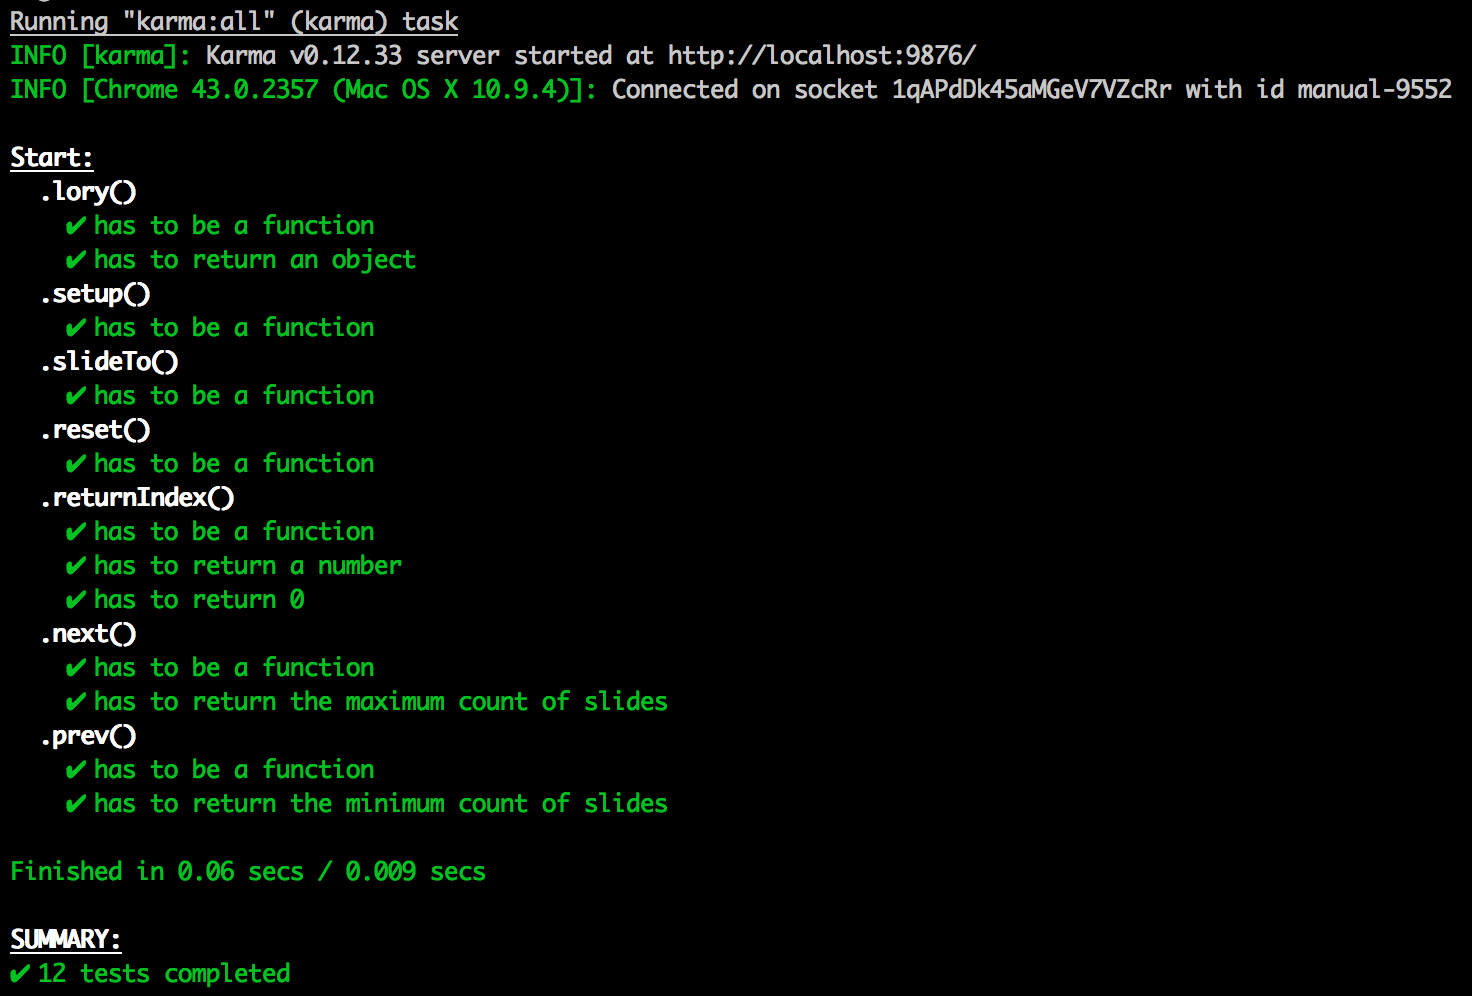 Running "karma:all" (karma) task
INFO [karma]: Karma v0.12.33 server started at http://localhost:9876/
INFO [Chrome 43.0.2357 (Mac OS X 10.9.4)]: Connected on socket 1qAPdDk45aMGeV7VZcRr with id manual-9552
Start:
.lory()
✔ has to be a function
✔ has to return an object
.setup()
✔ has to be a function
.slideTo()
✔ has to be a function
.reset()
✔ has to be a function
.returnIndex()
✔ has to be a function
✔ has to return a number
✔ has to return 0
.next()
✔ has to be a function
✔ has to return the maximum count of slides
.prev()
✔ has to be a function
✔ has to return the minimum count of slides
Finished in 0.06 secs / 0.009 secs
SUMMARY:
✔ 12 tests completed